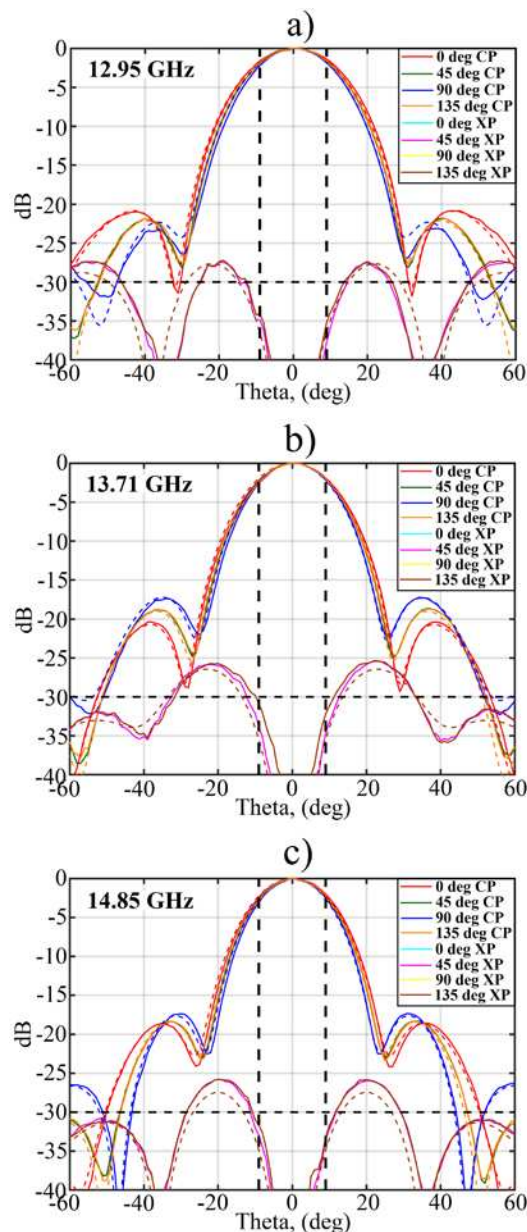 a)
12.95 GHz
0 deg CP
45 deg CP
90 deg CP
135 deg CP
0 deg XP
45 deg XP
90 deg XP
135 deg XP
0
-5
-10
-15
-20
-25
-30
-35
-40
dB
-60 -40 -20 0 20 40 60
Theta, (deg)
b)
13.71 GHz
0 deg CP
45 deg CP
90 deg CP
135 deg CP
0 deg XP
45 deg XP
90 deg XP
135 deg XP
0
-5
-10
-15
-20
-25
-30
-35
-40
dB
-60 -40 -20 0 20 40 60
Theta, (deg)
c)
14.85 GHz
0 deg CP
45 deg CP
90 deg CP
135 deg CP
0 deg XP
45 deg XP
90 deg XP
135 deg XP
0
-5
-10
-15
-20
-25
-30
-35
-40
dB
-60 -40 -20 0 20 40 60
Theta, (deg)